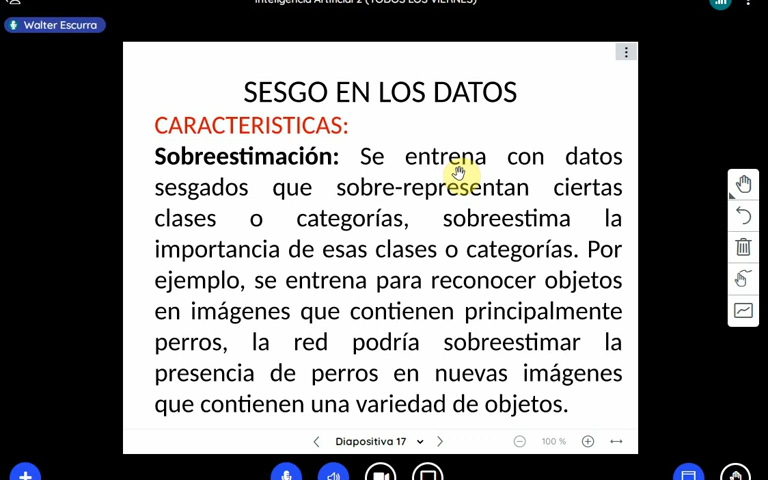 Inteligencia Artificial 2 (TODOS LOS VIERNES)
Walter Escurra
SESGO EN LOS DATOS
CARACTERISTICAS:
Sobreestimación: Se entrena con datos
sesgados que sobre-representan ciertas
clases o categorías, sobreestima la
importancia de esas clases o categorías. Por
ejemplo, se entrena para reconocer objetos
en imágenes que contienen principalmente
perros, la red podría sobreestimar la
presencia de perros en nuevas imágenes
que contienen una variedad de objetos.
Diapositiva 17
100 %